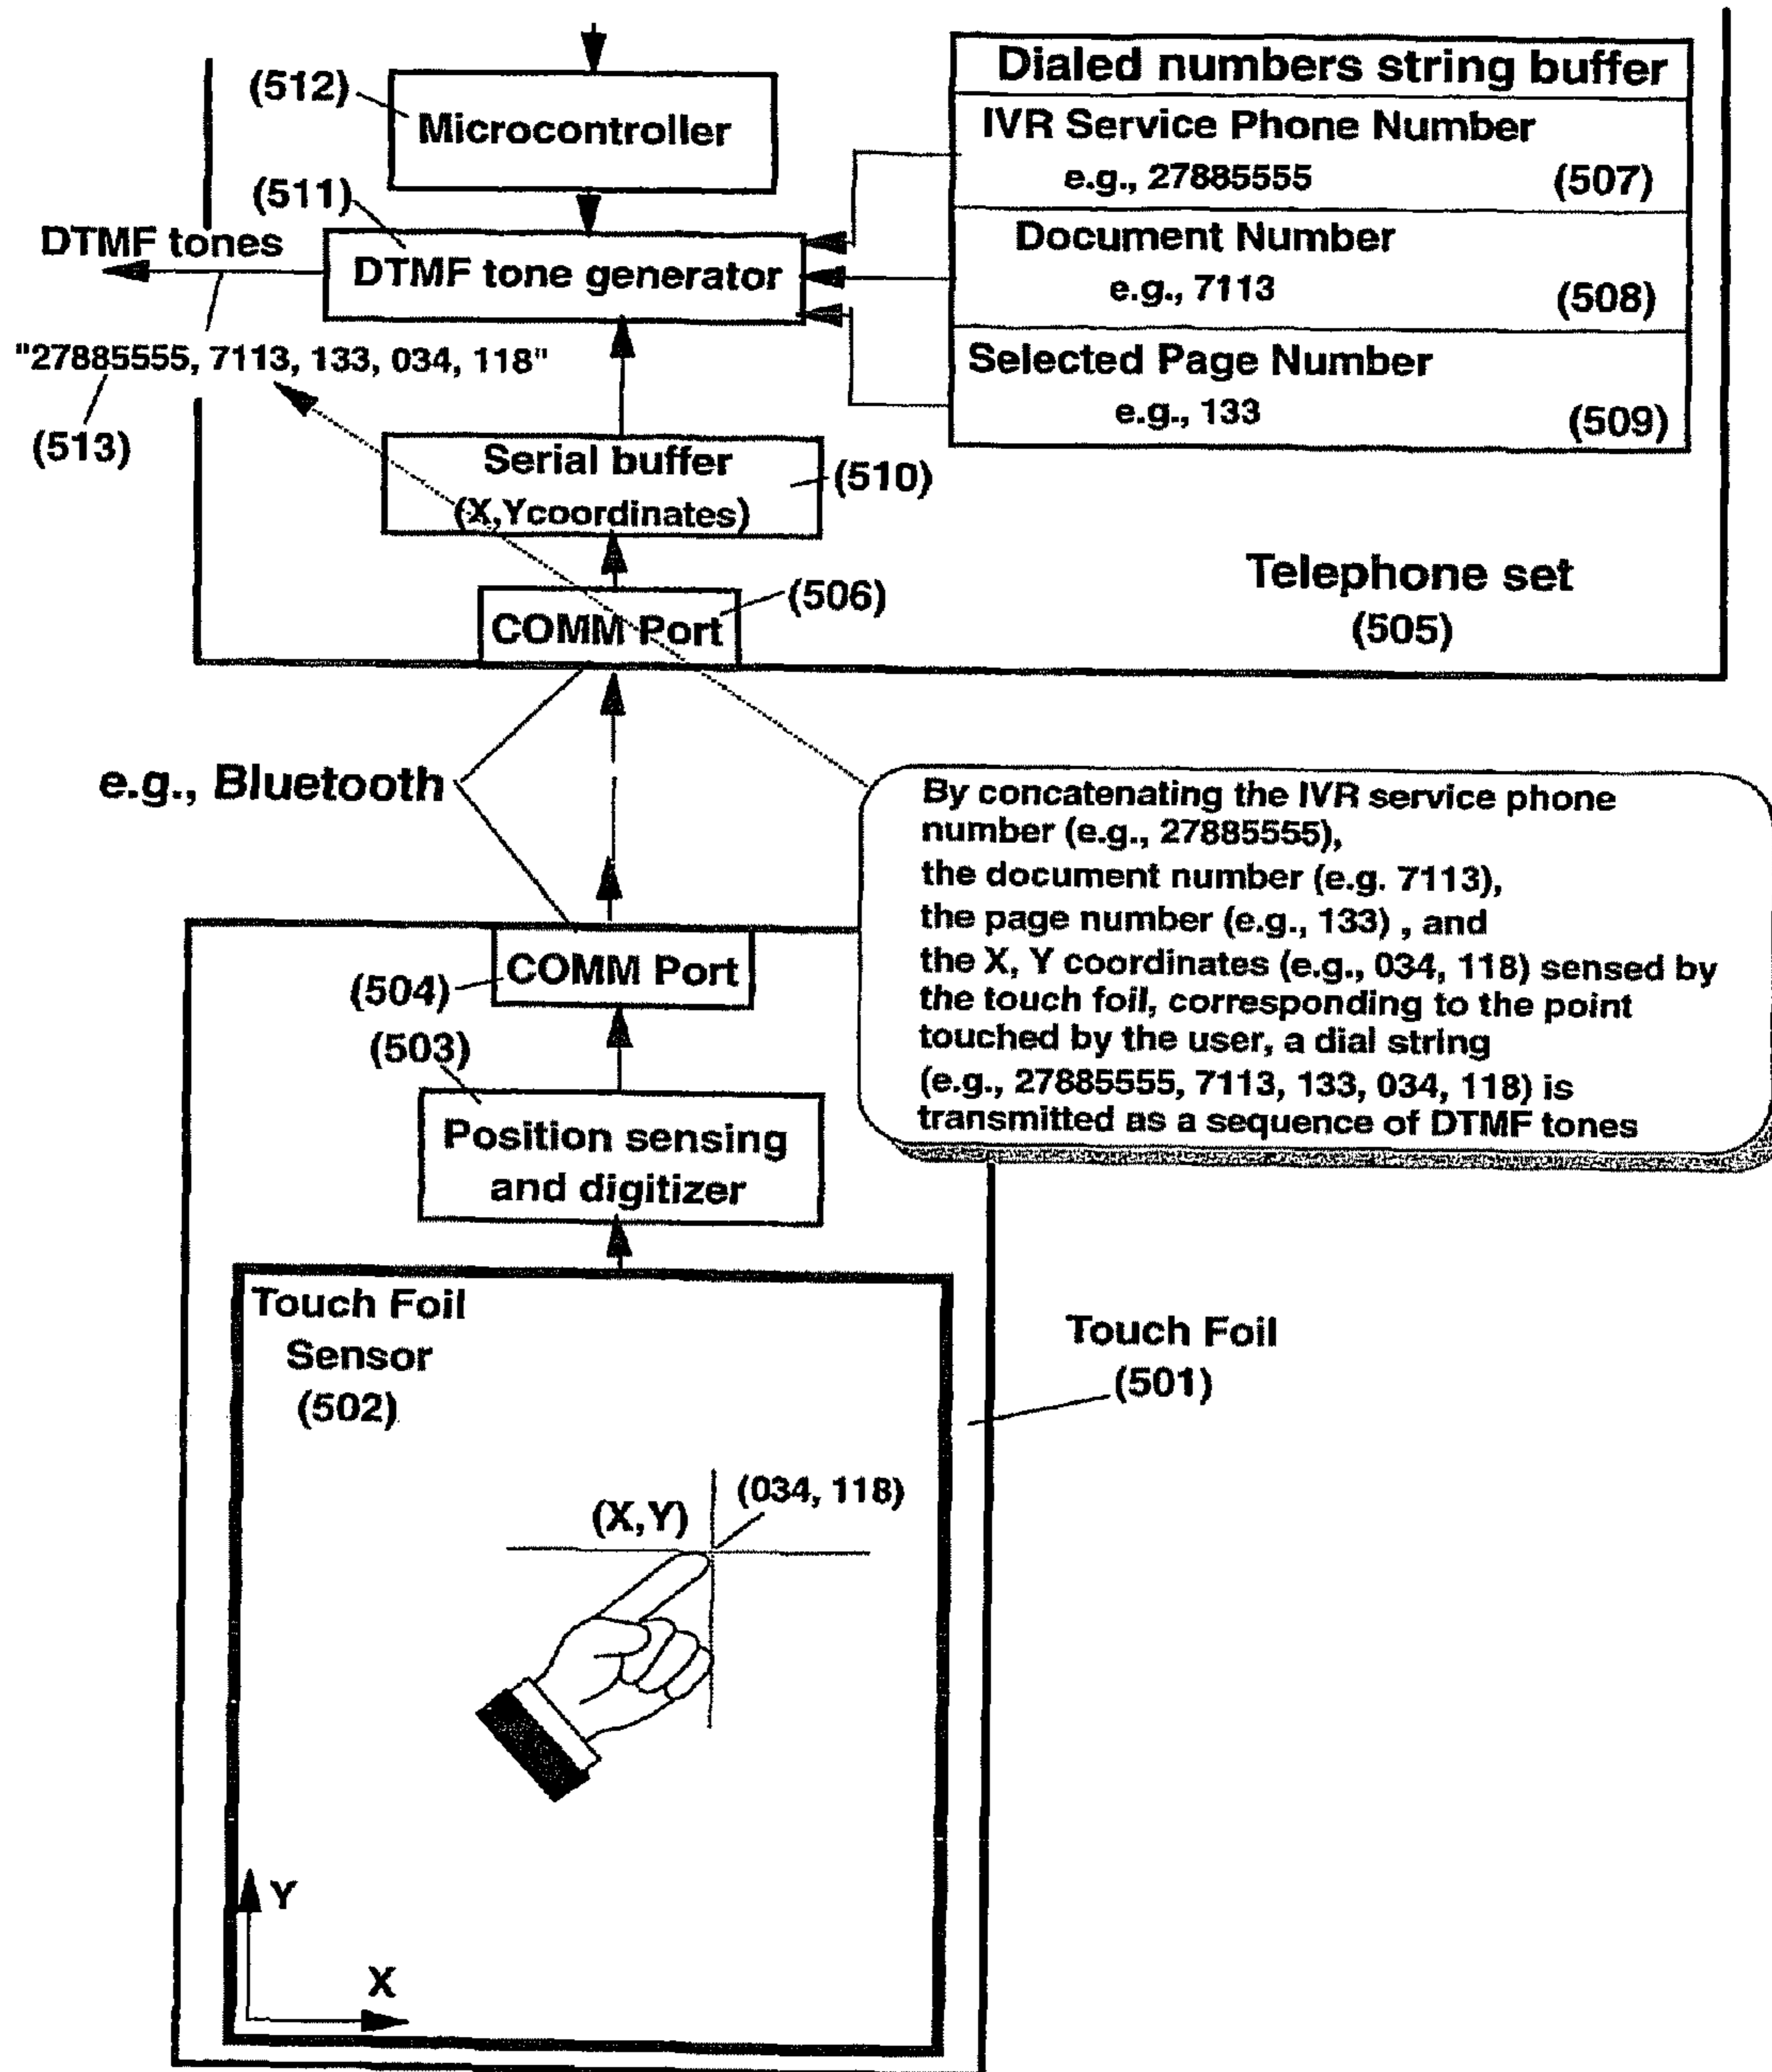 Dialed numbers string buffer
(512)
Microcontroller
IVR Service Phone Number
e.g., 27885555
(507)
(511)
DTMF tones
DTMF tone generator
Document Number
e.g., 7113
(508)
"27885555, 7113, 133, 034, 118"
Selected Page Number
e.g., 133
(509)
(513)
Serial buffer
(X,Ycoordinates)
(510)
Telephone set
(505)
(506)
COMM Port
e.g., Bluetooth
By concatenating the IVR service phone
number (e.g., 27885555),
the document number (e.g. 7113),
the page number (e.g., 133) , and
the X, Y coordinates (e.g., 034, 118) sensed by
the touch foil, corresponding to the point
touched by the user, a dial string
(e.g., 27885555, 7113, 133, 034, 118) is
transmitted as a sequence of DTMF tones
COMM Port
(504)
(503)
Position sensing
and digitizer
Touch Foil
Sensor
(502)
Touch Foil
(501)
(034, 118)
(X,Y)
Y
X